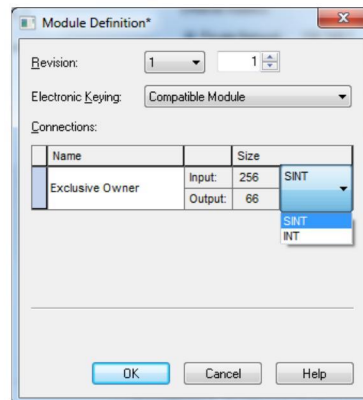 Module Definition*
Revision: 1 1
Electronic Keying: Compatible Module
Connections:
Name Size
Exclusive Owner Input: 256 SINT
Output: 66
SINT
INT
OK Cancel Help